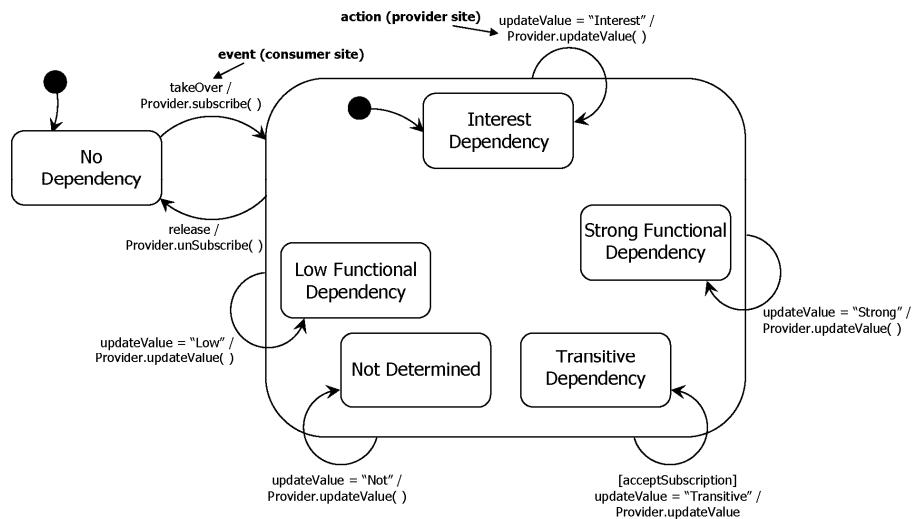 action (provider site)
updateValue = “Interest” /
Provider.updateValue( )
event (consumer site)
takeOver /
Provider.subscribe( )
Interest
Dependency
No
Dependency
release /
Provider.unSubscribe( )
Strong Functional
Dependency
Low Functional
Dependency
updateValue = “Strong” /
Provider.updateValue( )
updateValue = “Low” /
Provider.updateValue( )
Not Determined
Transitive
Dependency
updateValue = “Not” /
Provider.updateValue( )
[acceptSubscription]
updateValue = “Transitive” /
Provider.updateValue